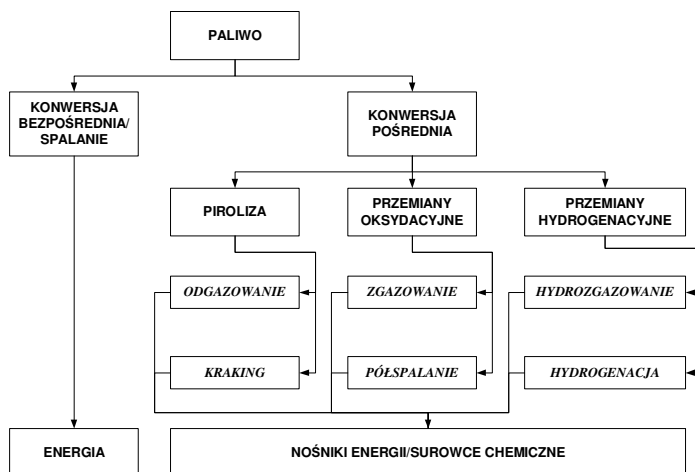 PALIWO
KONWERSJA
BEZPOŚREDNIA/
SPALANIE
KONWERSJA
POŚREDNIA
PIROLIZA
PRZEMIANY
OKSYDACYJNE
PRZEMIANY
HYDROGENACYJNE
ODGAZOWANIE
ZGAZOWANIE
HYDROZGAZOWANIE
KRAKING
PÓŁSPALANIE
HYDROGENACJA
ENERGIA
NOŚNIKI ENERGII/SUROWCE CHEMICZNE